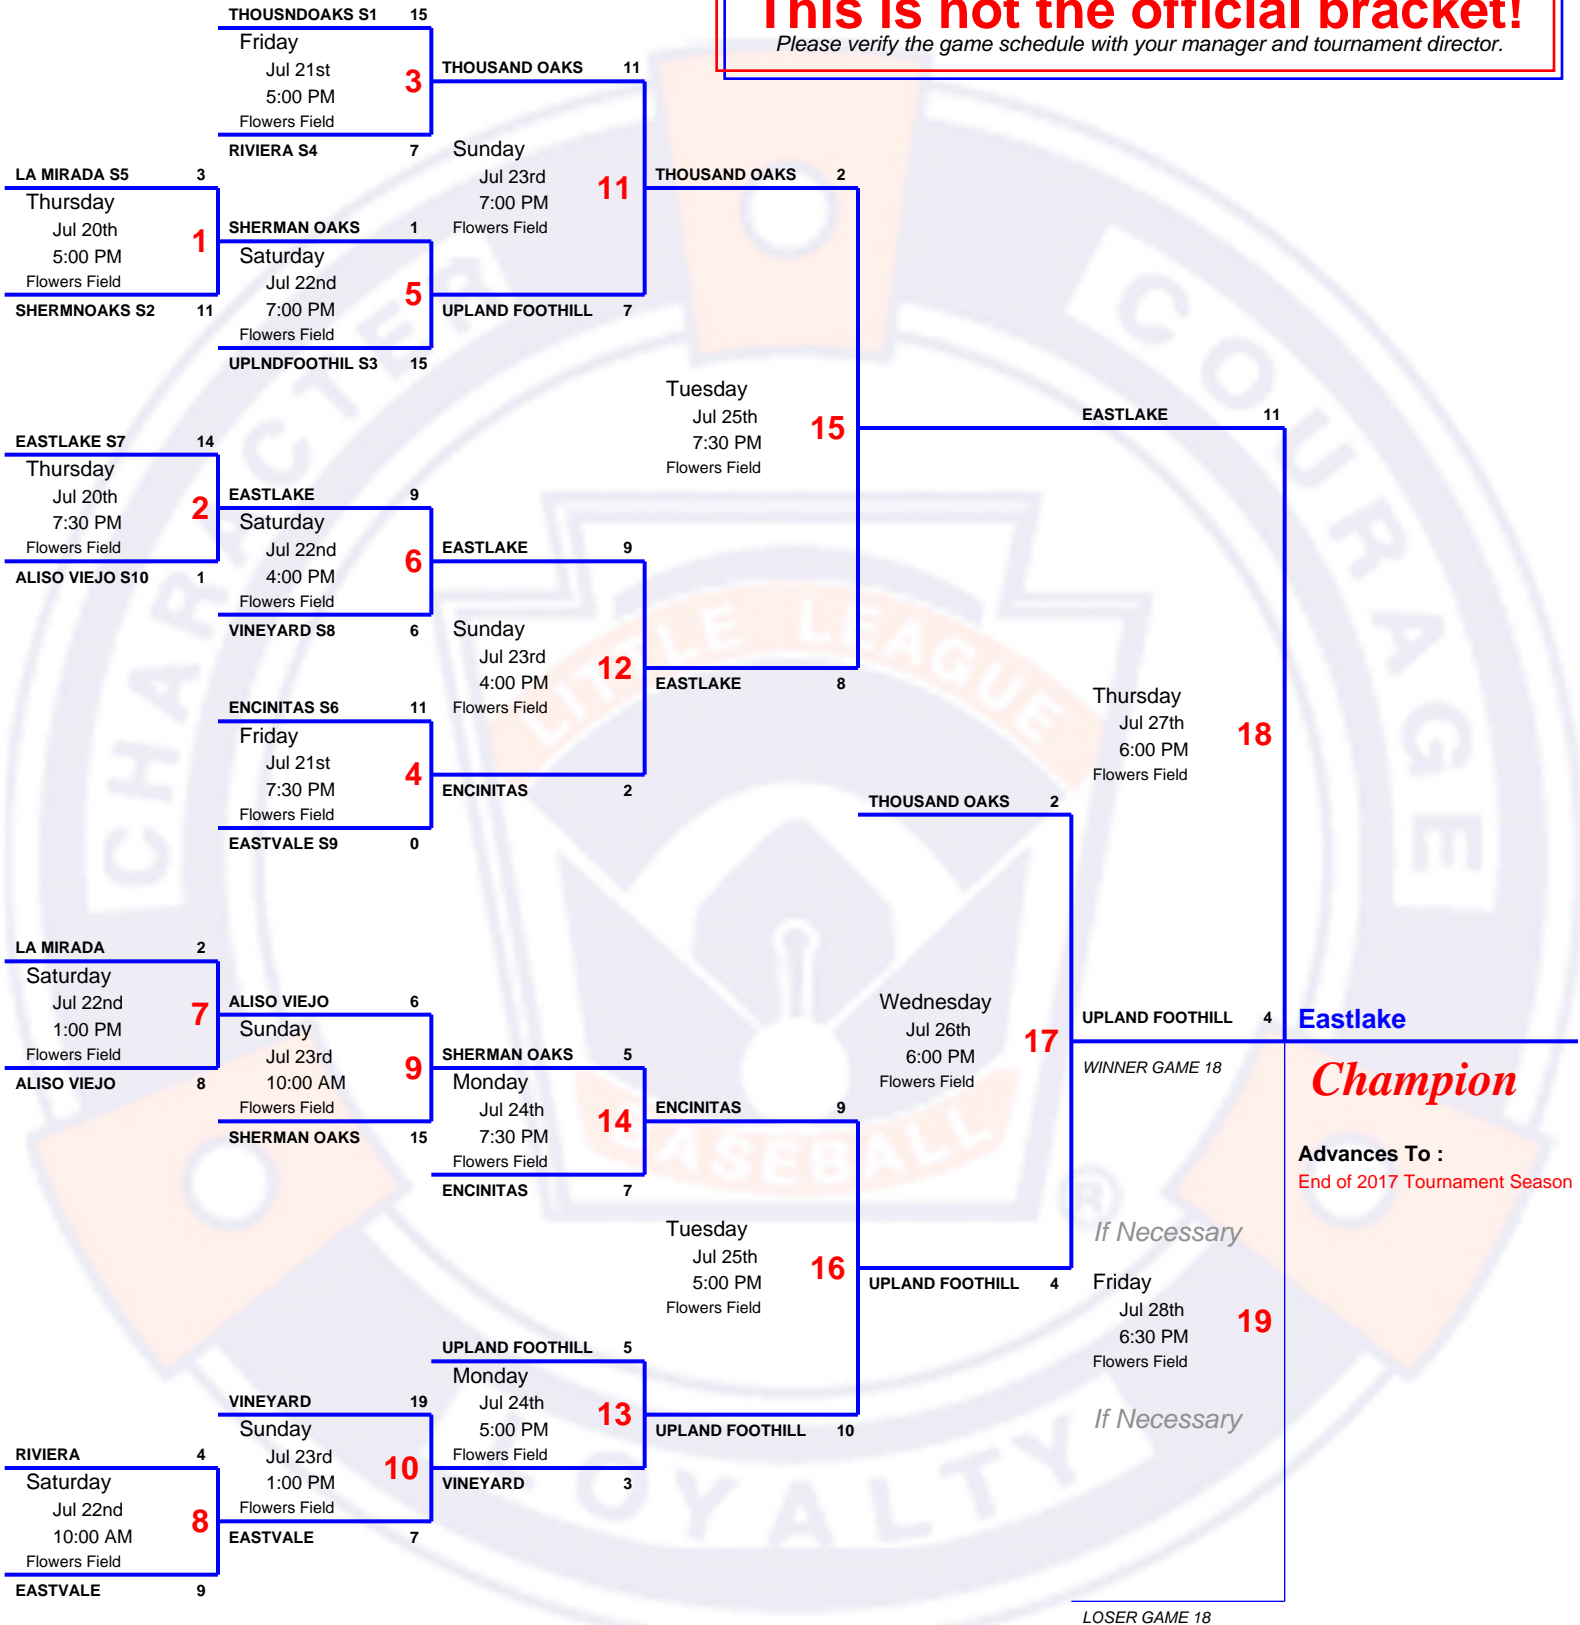 This is not the official bracket!
Please verify the game schedule with your manager and tournament director.
THOUSNDOAKS S1 15
Friday
Jul 21st
5:00 PM
3
Flowers Field
RIVIERA S4 7
THOUSAND OAKS 11
Sunday
Jul 23rd
7:00 PM
11
Flowers Field
THOUSAND OAKS 2
LA MIRADA S5 3
Thursday
Jul 20th
5:00 PM
1
Flowers Field
SHERMNOAKS S2 11
SHERMAN OAKS 1
Saturday
Jul 22nd
7:00 PM
5
Flowers Field
UPLNDFOOTHIL S3 15
UPLAND FOOTHILL 7
Tuesday
Jul 25th
7:30 PM
15
Flowers Field
EASTLAKE 11
EASTLAKE S7 14
Thursday
Jul 20th
7:30 PM
2
Flowers Field
ALISO VIEJO S10 1
EASTLAKE 9
Saturday
Jul 22nd
4:00 PM
6
Flowers Field
VINEYARD S8 6
EASTLAKE 9
Sunday
Jul 23rd
4:00 PM
12
Flowers Field
EASTLAKE 8
ENCINITAS S6 11
Friday
Jul 21st
7:30 PM
4
Flowers Field
EASTVALE S9 0
ENCINITAS 2
Thursday
Jul 27th
6:00 PM
18
Flowers Field
THOUSAND OAKS 2
LA MIRADA 2
Saturday
Jul 22nd
1:00 PM
7
Flowers Field
ALISO VIEJO 8
ALISO VIEJO 6
Sunday
Jul 23rd
10:00 AM
9
Flowers Field
SHERMAN OAKS 15
SHERMAN OAKS 5
Monday
Jul 24th
7:30 PM
14
Flowers Field
ENCINITAS 7
ENCINITAS 9
Wednesday
Jul 26th
6:00 PM
17
Flowers Field
UPLAND FOOTHILL 4
WINNER GAME 18
Eastlake
Champion
Advances To :
End of 2017 Tournament Season
Tuesday
Jul 25th
5:00 PM
16
Flowers Field
UPLAND FOOTHILL 4
If Necessary
Friday
Jul 28th
6:30 PM
19
Flowers Field
If Necessary
UPLAND FOOTHILL 5
Monday
Jul 24th
5:00 PM
13
Flowers Field
VINEYARD 3
UPLAND FOOTHILL 10
VINEYARD 19
Sunday
Jul 23rd
1:00 PM
10
Flowers Field
EASTVALE 7
RIVIERA 4
Saturday
Jul 22nd
10:00 AM
8
Flowers Field
EASTVALE 9
LOSER GAME 18
CHARACTER
COURAGE
LOYALTY
LITTLE LEAGUE
BASEBALL
®